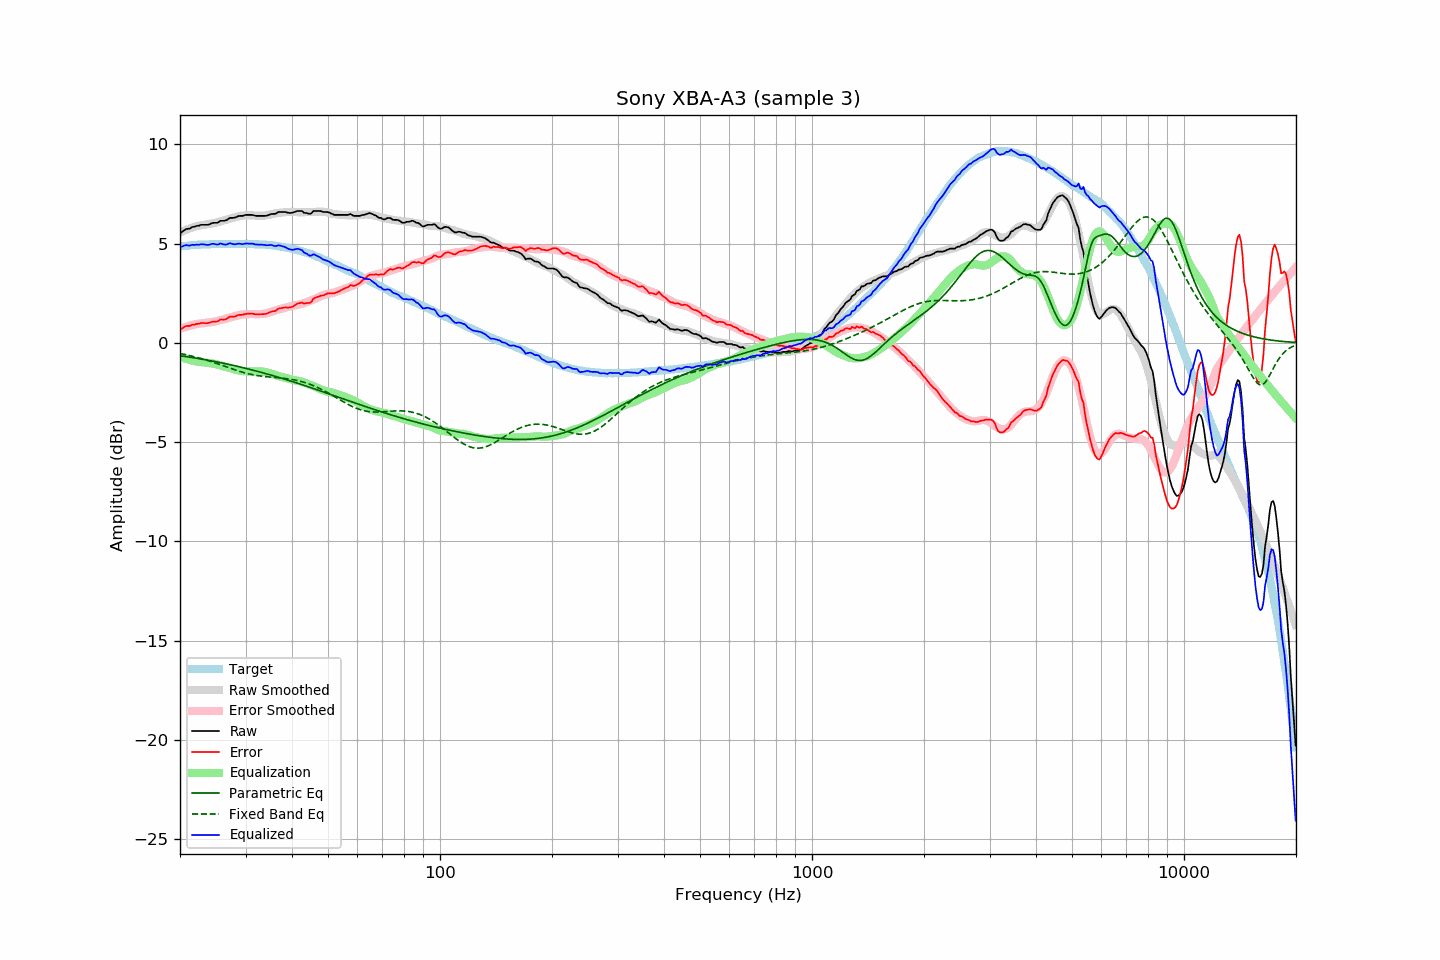 Sony XBA-A3 (sample 3)
10
5
0
−5
−10
−15
−20
−25
Amplitude (dBr)
Target
Raw Smoothed
Error Smoothed
Raw
Error
Equalization
Parametric Eq
Fixed Band Eq
Equalized
100
1000
10000
Frequency (Hz)